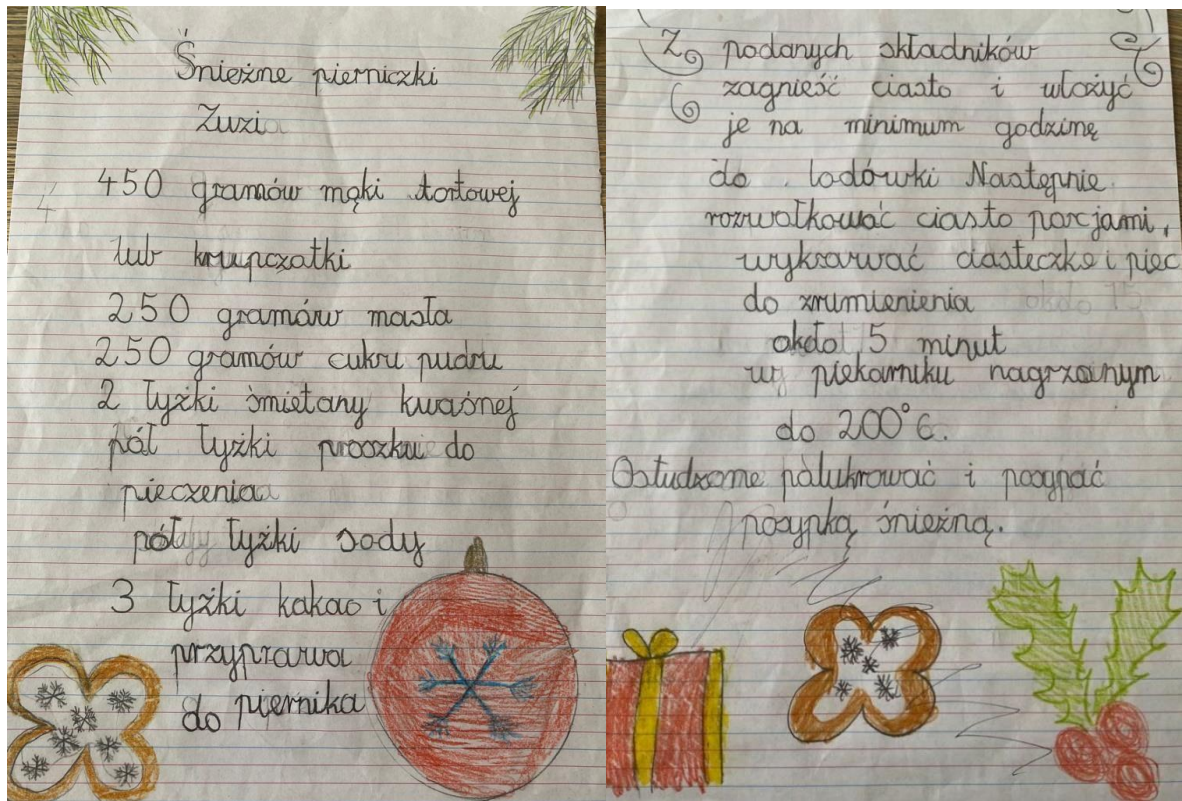 Śnieżne pierniczki
Zuzi
450 gramów mąki tortowej
lub krupczatki
250 gramów masła
250 gramów cukru pudru
2 łyżki śmietany kwaśnej
pół łyżki proszku do
pieczenia
pół łyżki sody
3 łyżki kakao i
przyprawa
do piernika
Z podanych składników
zagnieść ciasto i włożyć
je na minimum godzinę
do lodówki Następnie
rozwałkować ciasto porcjami,
wykrawać ciasteczka i piec
do zrumienienia
około 5 minut
w piekarniku nagrzanym
do 200°C.
Ostudzone polukrować i posypać
posypką śnieżną.